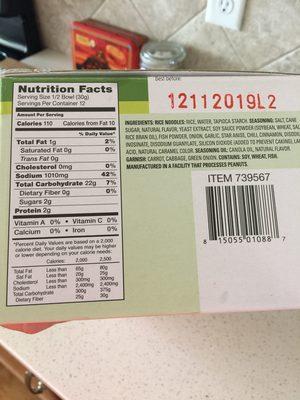 Nutrition Facts
Serving Size 1/2 Bowl (30g)
Servings Per Container 12
Amount Per Serving
Calories 110 Calories from Fat 10
% Daily Value*
Total Fat 1g 2%
Saturated Fat 0g 0%
Trans Fat 0g
Cholesterol 0mg 0%
Sodium 1010mg 42%
Total Carbohydrate 22g 7%
Dietary Fiber 0g 0%
Sugars 2g
Protein 2g
Vitamin A 0% • Vitamin C 0%
Calcium 0% • Iron 0%
*Percent Daily Values are based on a 2,000
calorie diet. Your daily values may be higher
or lower depending on your calorie needs:
Calories: 2,000 2,500
Total Fat Less than 65g 80g
Sat Fat Less than 20g 25g
Cholesterol Less than 300mg 300mg
Sodium Less than 2,400mg 2,400mg
Total Carbohydrate 300g 375g
Dietary Fiber 25g 30g
Best before:
12112019L2
INGREDIENTS: RICE NOODLES: RICE, WATER, TAPIOCA STARCH. SEASONING: SALT, CANE
SUGAR, NATURAL FLAVOR, YEAST EXTRACT, SOY SAUCE POWDER (SOYBEAN, WHEAT, SAL
RICE BRAN OIL), FISH POWDER, ONION, GARLIC, STAR ANISE, CHILI, CINNAMON, DISODIU
INOSINATE, DISODIUM GUANYLATE, SILICON DIOXIDE (ADDED TO PREVENT CAKING), LA
ACID, NATURAL CARAMEL COLOR. SEASONING OIL: CANOLA OIL, NATURAL FLAVOR.
GARNISH: CARROT, CABBAGE, GREEN ONION. CONTAINS: SOY, WHEAT, FISH.
MANUFACTURED IN A FACILITY THAT PROCESSES PEANUTS.
ITEM 739567
8 15055 01088 7